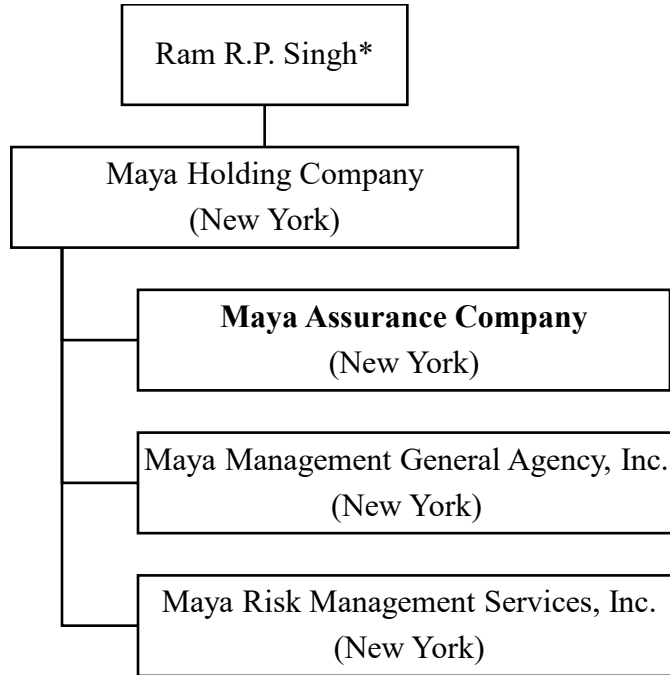 Ram R.P. Singh*
Maya Holding Company
(New York)
Maya Assurance Company
(New York)
Maya Management General Agency, Inc.
(New York)
Maya Risk Management Services, Inc.
(New York)